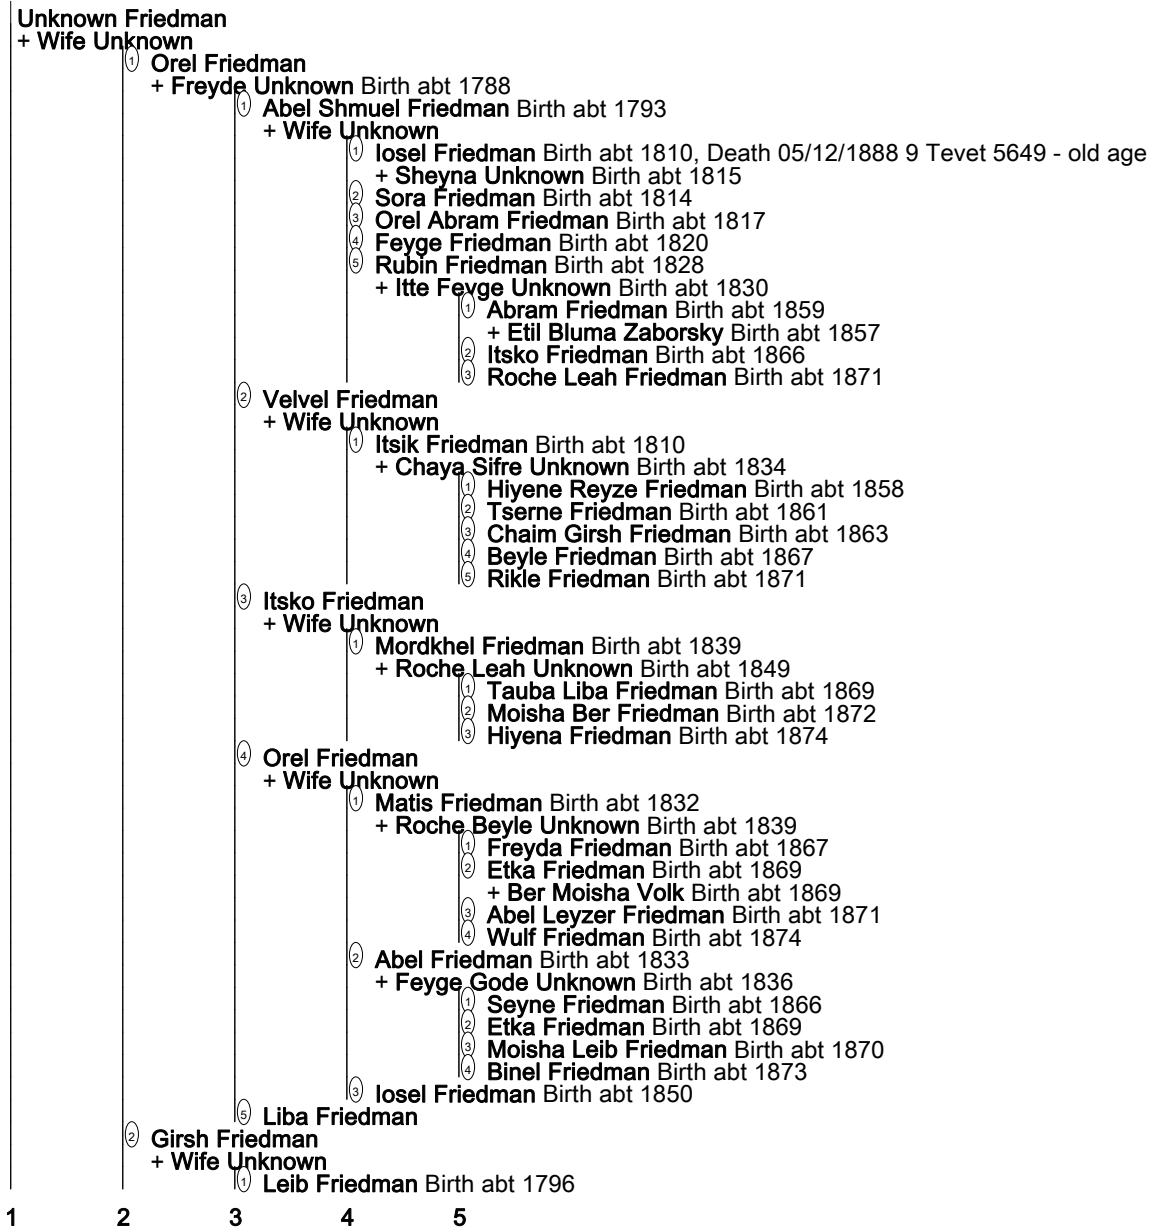 Unknown Friedman
+ Wife Unknown
1 Orel Friedman
+ Freyde Unknown Birth abt 1788
1 Abel Shmuel Friedman Birth abt 1793
+ Wife Unknown
1 Iosel Friedman Birth abt 1810, Death 05/12/1888 9 Tevet 5649 - old age
+ Sheyna Unknown Birth abt 1815
2 Sora Friedman Birth abt 1814
3 Orel Abram Friedman Birth abt 1817
4 Feyge Friedman Birth abt 1820
5 Rubin Friedman Birth abt 1828
+ Itte Feyge Unknown Birth abt 1830
1 Abram Friedman Birth abt 1859
+ Etil Bluma Zaborsky Birth abt 1857
2 Itsko Friedman Birth abt 1866
3 Roche Leah Friedman Birth abt 1871
2 Velvel Friedman
+ Wife Unknown
1 Itsik Friedman Birth abt 1810
+ Chaya Sifre Unknown Birth abt 1834
1 Hiyene Reyze Friedman Birth abt 1858
2 Tserne Friedman Birth abt 1861
3 Chaim Girsh Friedman Birth abt 1863
4 Beyle Friedman Birth abt 1867
5 Rikle Friedman Birth abt 1871
3 Itsko Friedman
+ Wife Unknown
1 Mordkhel Friedman Birth abt 1839
+ Roche Leah Unknown Birth abt 1849
1 Tauba Liba Friedman Birth abt 1869
2 Moisha Ber Friedman Birth abt 1872
3 Hiyena Friedman Birth abt 1874
4 Orel Friedman
+ Wife Unknown
1 Matis Friedman Birth abt 1832
+ Roche Beyle Unknown Birth abt 1839
1 Freyda Friedman Birth abt 1867
2 Etka Friedman Birth abt 1869
+ Ber Moisha Volk Birth abt 1869
3 Abel Leyzer Friedman Birth abt 1871
4 Wulf Friedman Birth abt 1874
2 Abel Friedman Birth abt 1833
+ Feyge Gode Unknown Birth abt 1836
1 Seyne Friedman Birth abt 1866
2 Etka Friedman Birth abt 1869
3 Moisha Leib Friedman Birth abt 1870
4 Binel Friedman Birth abt 1873
3 Iosel Friedman Birth abt 1850
5 Liba Friedman
2 Girsh Friedman
+ Wife Unknown
1 Leib Friedman Birth abt 1796
1 2 3 4 5